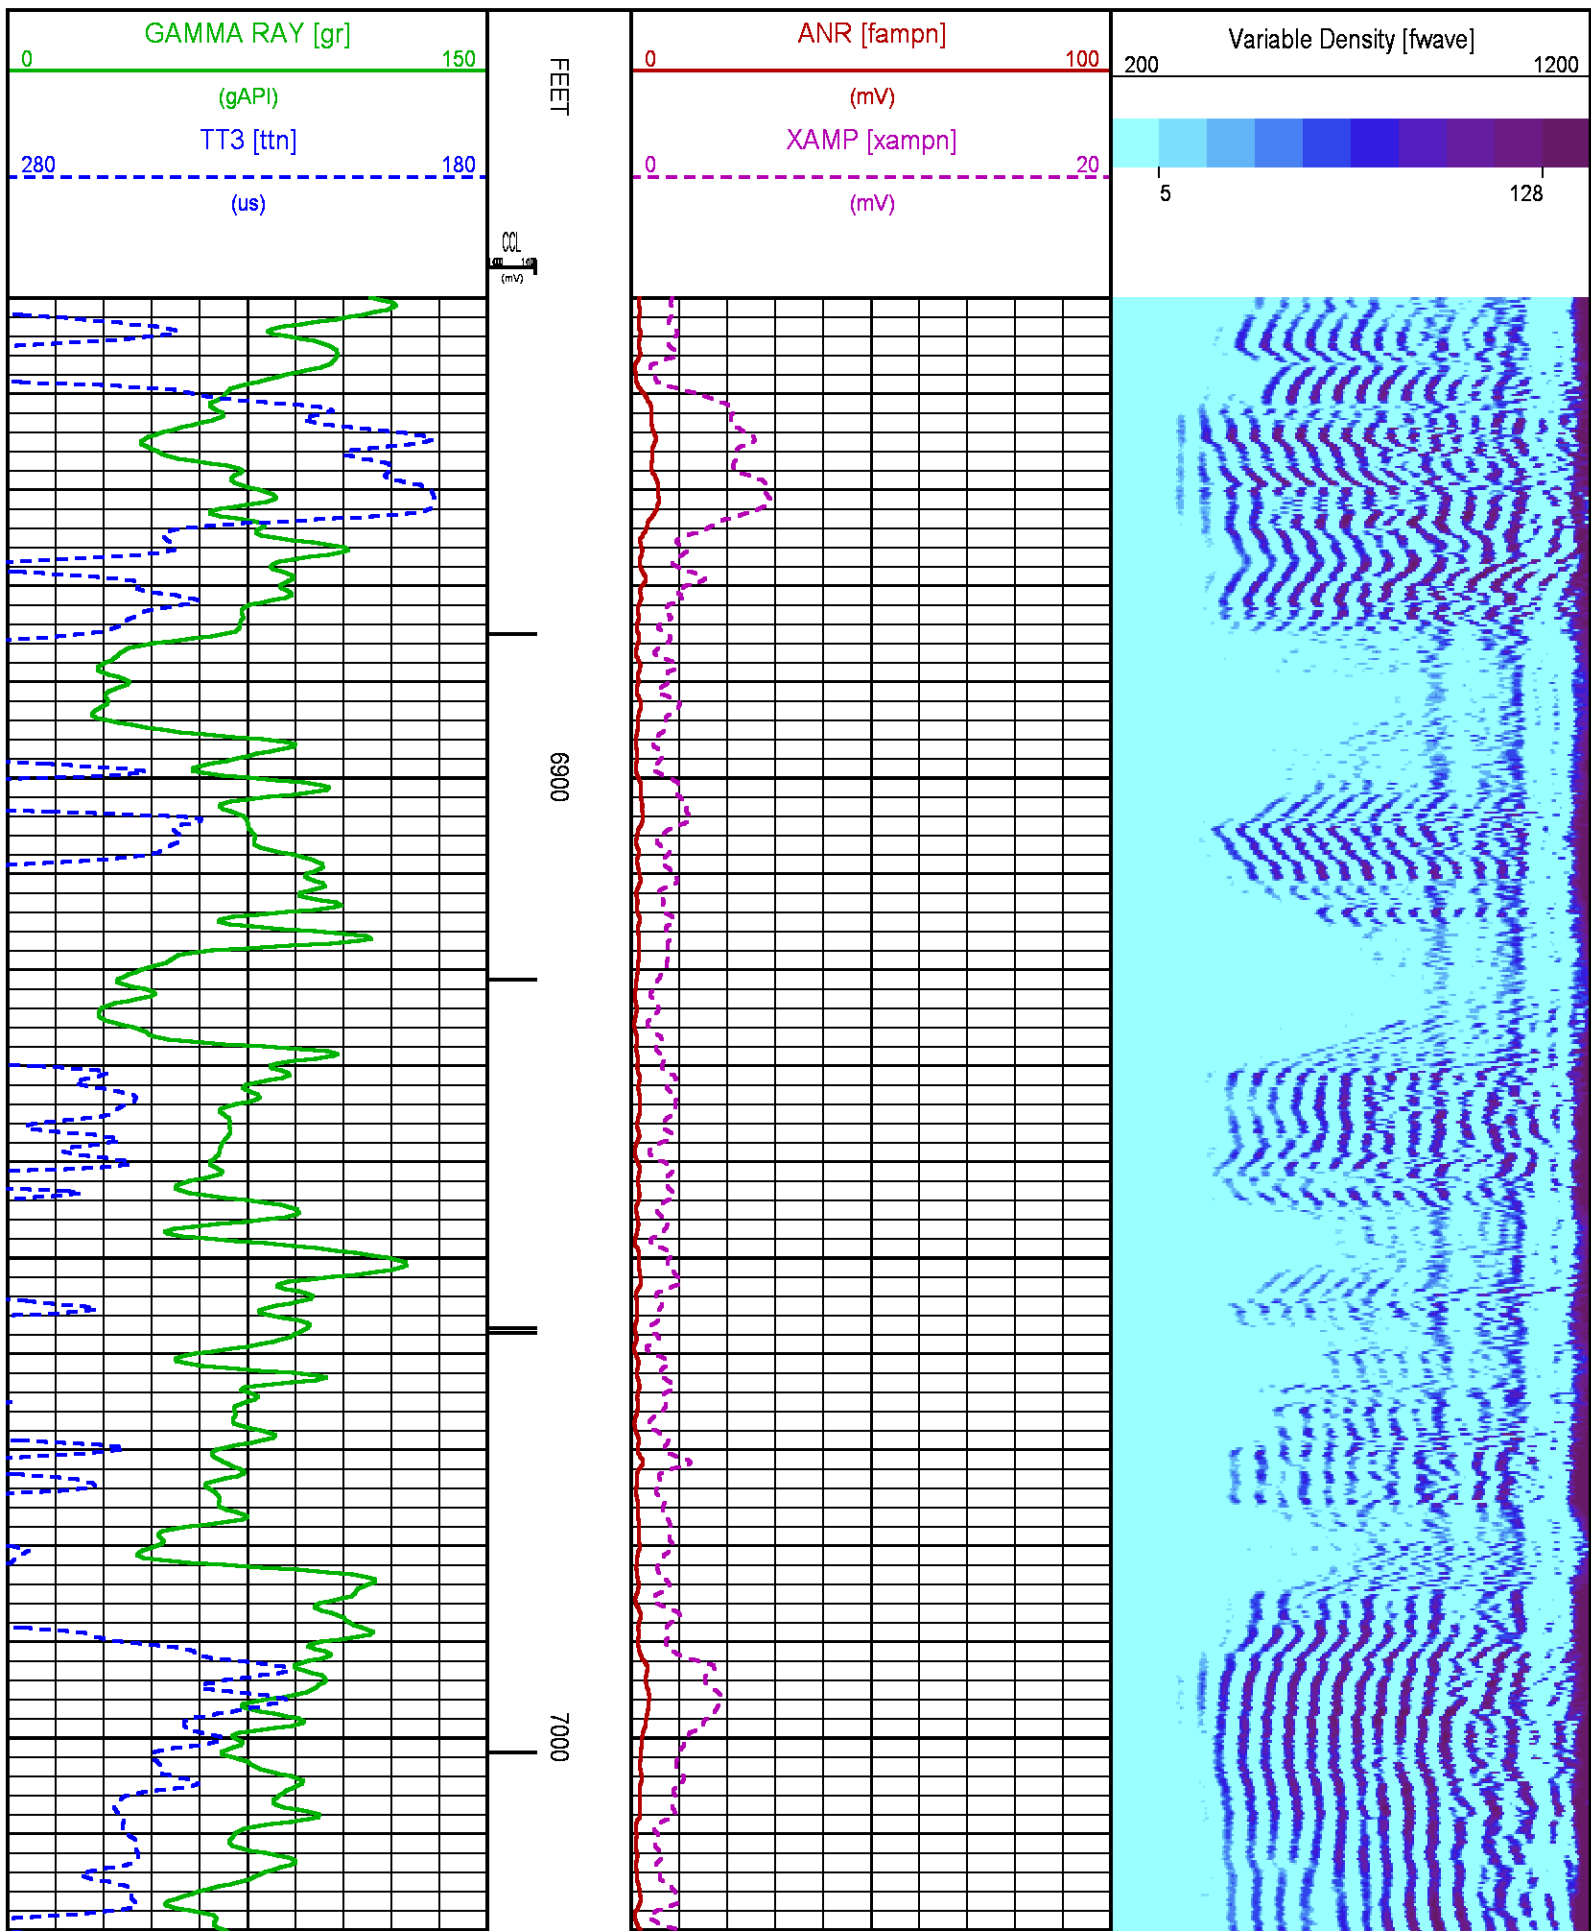 GAMMA RAY [gr]
0 150
(gAPI)
TT3 [ttn]
280 180
(us)
FEET
CCL
(mV)
ANR [fampn]
0 100
(mV)
XAMP [xampn]
0 20
(mV)
Variable Density [fwave]
200 1200
5 128
6900
7000